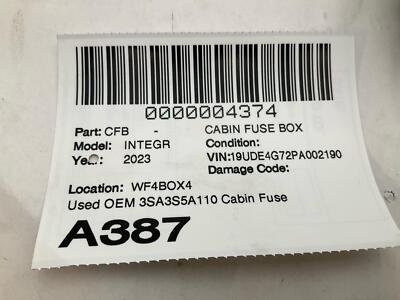 0000004374
Part: CFB - CABIN FUSE BOX
Model: INTEGR Condition:
Year: 2023 VIN:19UDE4G72PA002190
Damage Code:
Location: WF4BOX4
Used OEM 3SA3S5A110 Cabin Fuse
A387